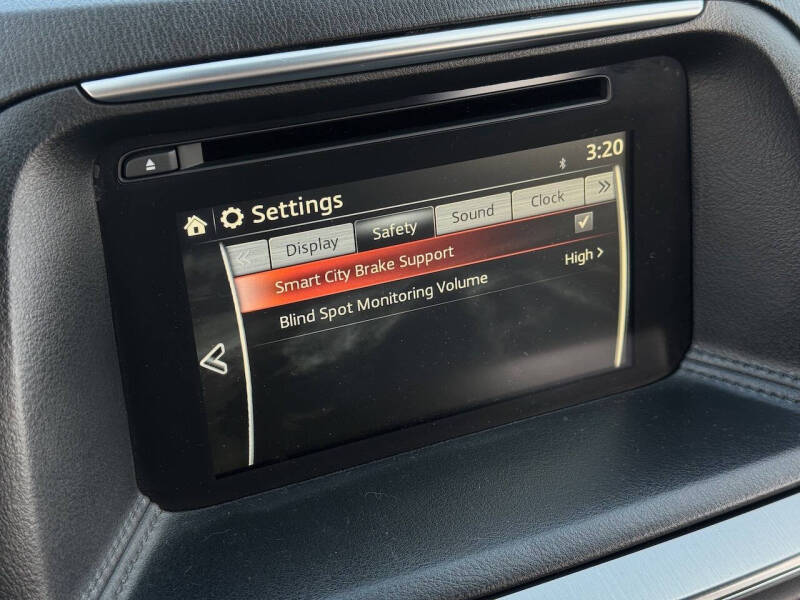 3:20
Settings
Display Safety Sound Clock
Smart City Brake Support
Blind Spot Monitoring Volume High